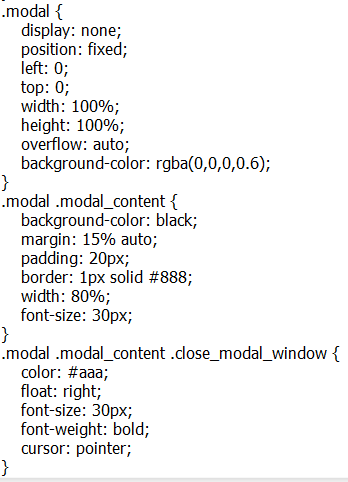 .modal {
    display: none;
    position: fixed;
    left: 0;
    top: 0;
    width: 100%;
    height: 100%;
    overflow: auto;
    background-color: rgba(0,0,0,0.6);
}
.modal .modal_content {
    background-color: black;
    margin: 15% auto;
    padding: 20px;
    border: 1px solid #888;
    width: 80%;
    font-size: 30px;
}
.modal .modal_content .close_modal_window {
    color: #aaa;
    float: right;
    font-size: 30px;
    font-weight: bold;
    cursor: pointer;
}